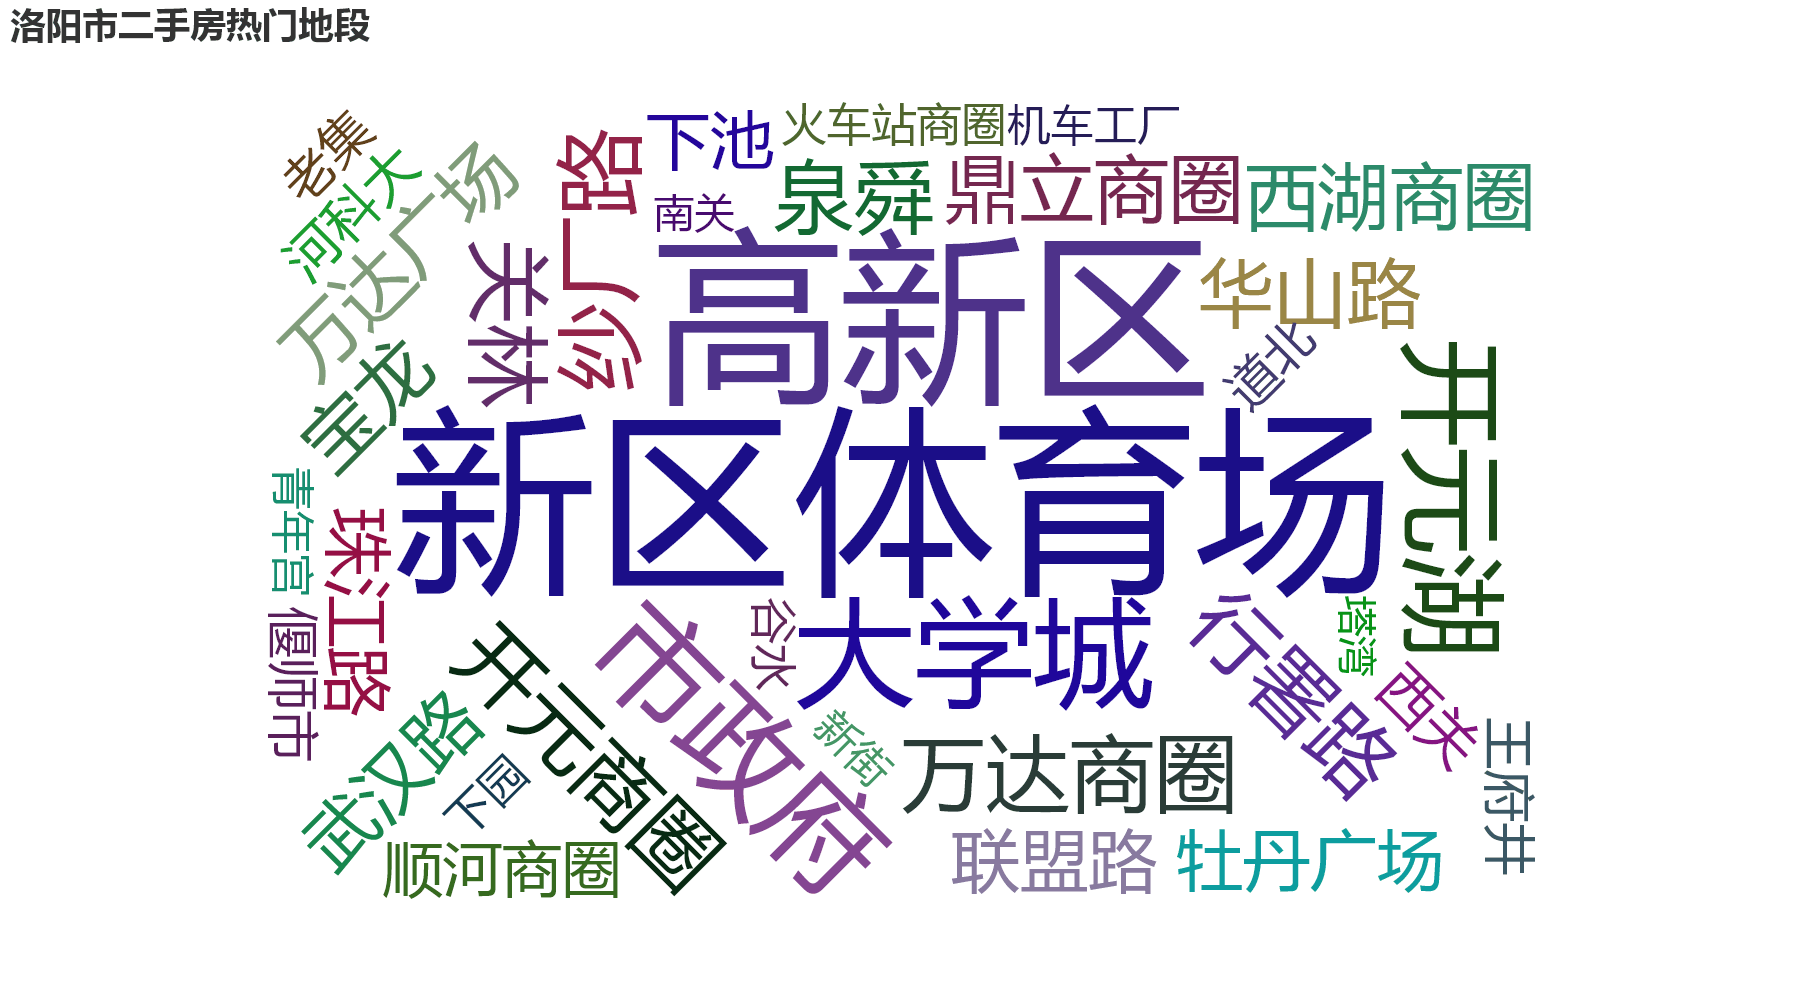 洛阳市二手房热门地段
老集
河科大
万达广场
宝龙
关林
纱厂路
下池
南关
火车站商圈
机车工厂
泉舜
鼎立商圈
西湖商圈
高新区
华山路
道北
开元湖
新区体育场
青年宫
珠江路
偃师市
武汉路
下园
顺河商圈
开元商圈
市政府
谷水
大学城
新街
万达商圈
行署路
塔湾
西关
王府井
联盟路
牡丹广场